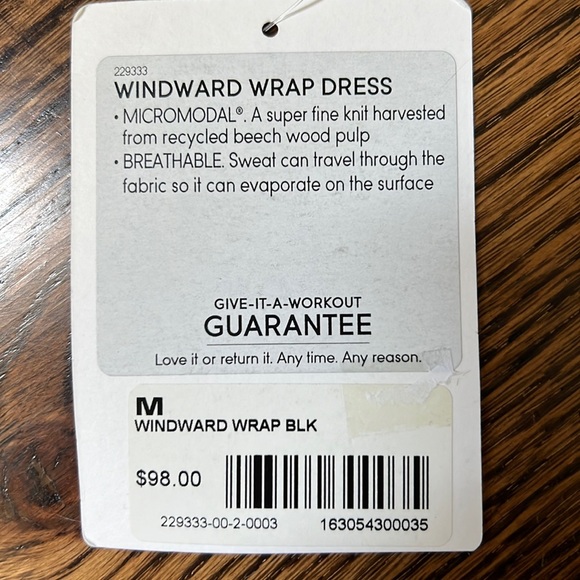 229333
WINDWARD WRAP DRESS
• MICROMODAL®. A super fine knit harvested
from recycled beech wood pulp
• BREATHABLE. Sweat can travel through the
fabric so it can evaporate on the surface
GIVE-IT-A-WORKOUT
GUARANTEE
Love it or return it. Any time. Any reason.
M
WINDWARD WRAP BLK
$98.00
229333-00-2-0003 163054300035